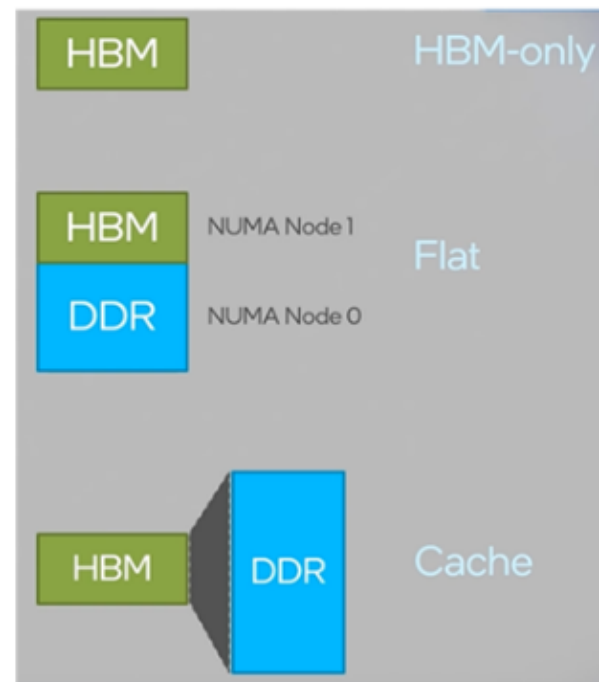 HBM
HBM-only
HBM
NUMA Node 1
Flat
DDR
NUMA Node 0
HBM
DDR
Cache